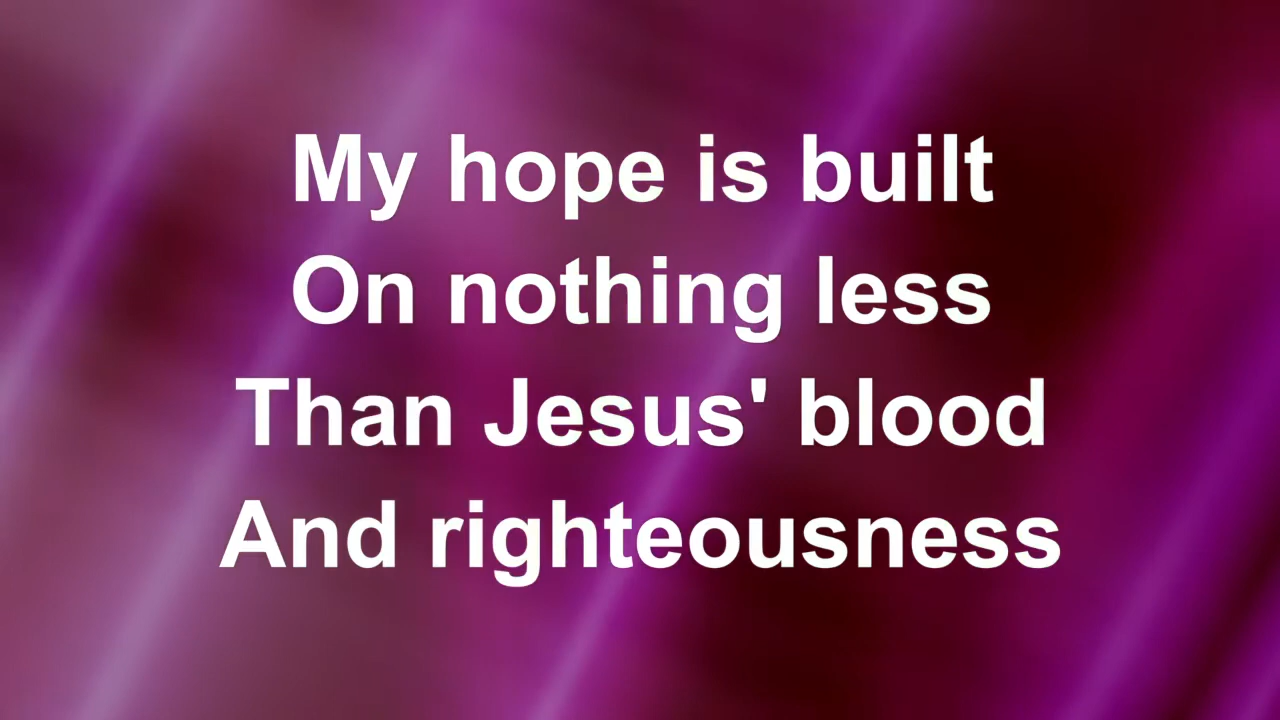 My hope is built
On nothing less
Than Jesus' blood
And righteousness